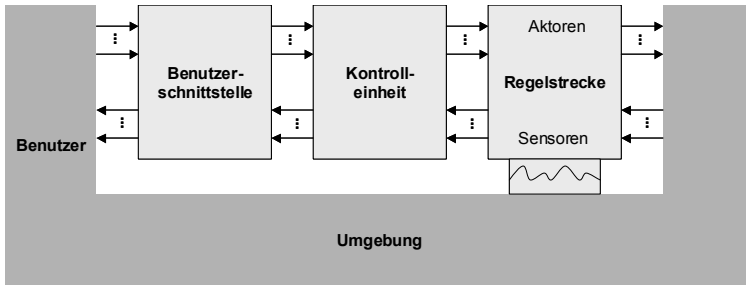 Benutzer
Benutzer-
schnittstelle
Kontroll-
einheit
Aktoren
Regelstrecke
Sensoren
Umgebung